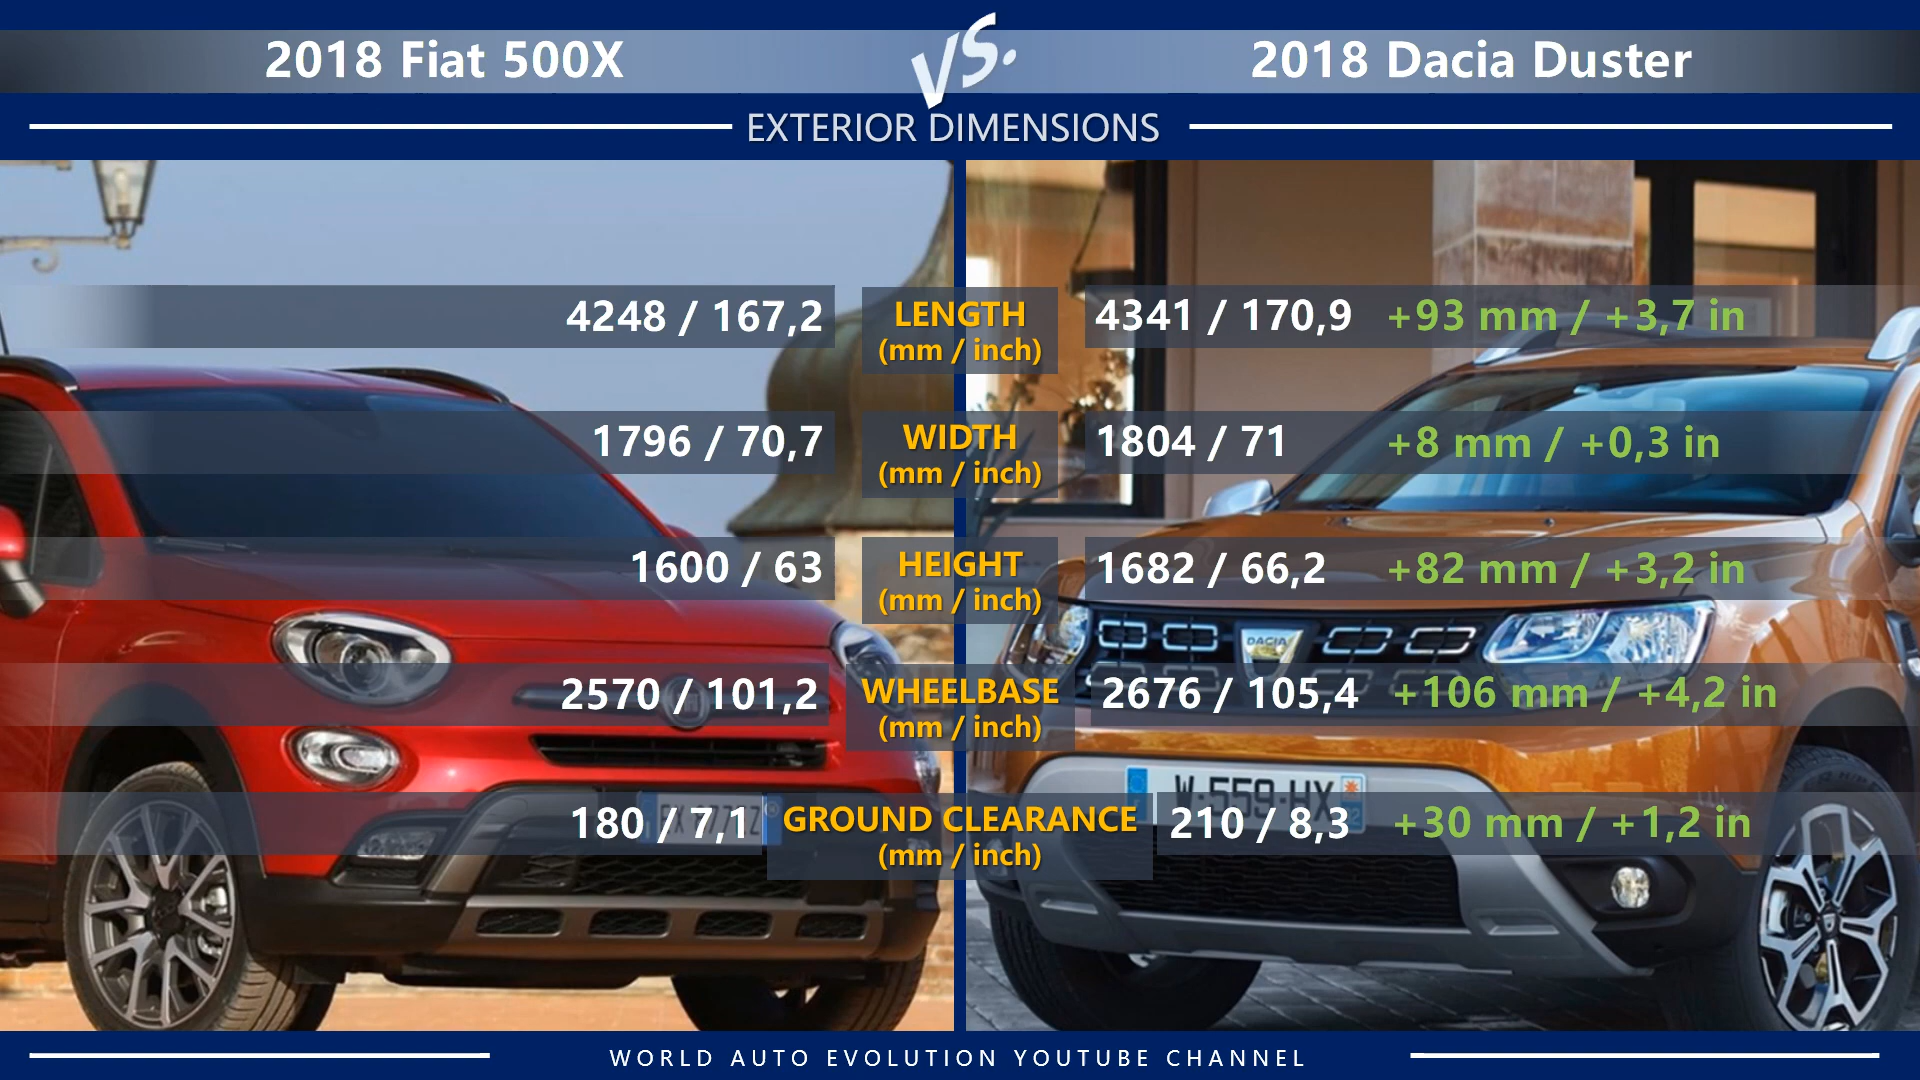 2018 Fiat 500X
VS.
2018 Dacia Duster
EXTERIOR DIMENSIONS
4248 / 167,2
LENGTH
(mm / inch)
4341 / 170,9
+93 mm / +3,7 in
1796 / 70,7
WIDTH
(mm / inch)
1804 / 71
+8 mm / +0,3 in
1600 / 63
HEIGHT
(mm / inch)
1682 / 66,2
+82 mm / +3,2 in
DACIA
2570 / 101,2
WHEELBASE
(mm / inch)
2676 / 105,4
+106 mm / +4,2 in
W-559-HX
180 / 7,1
GROUND CLEARANCE
(mm / inch)
210 / 8,3
+30 mm / +1,2 in
WORLD AUTO EVOLUTION YOUTUBE CHANNEL